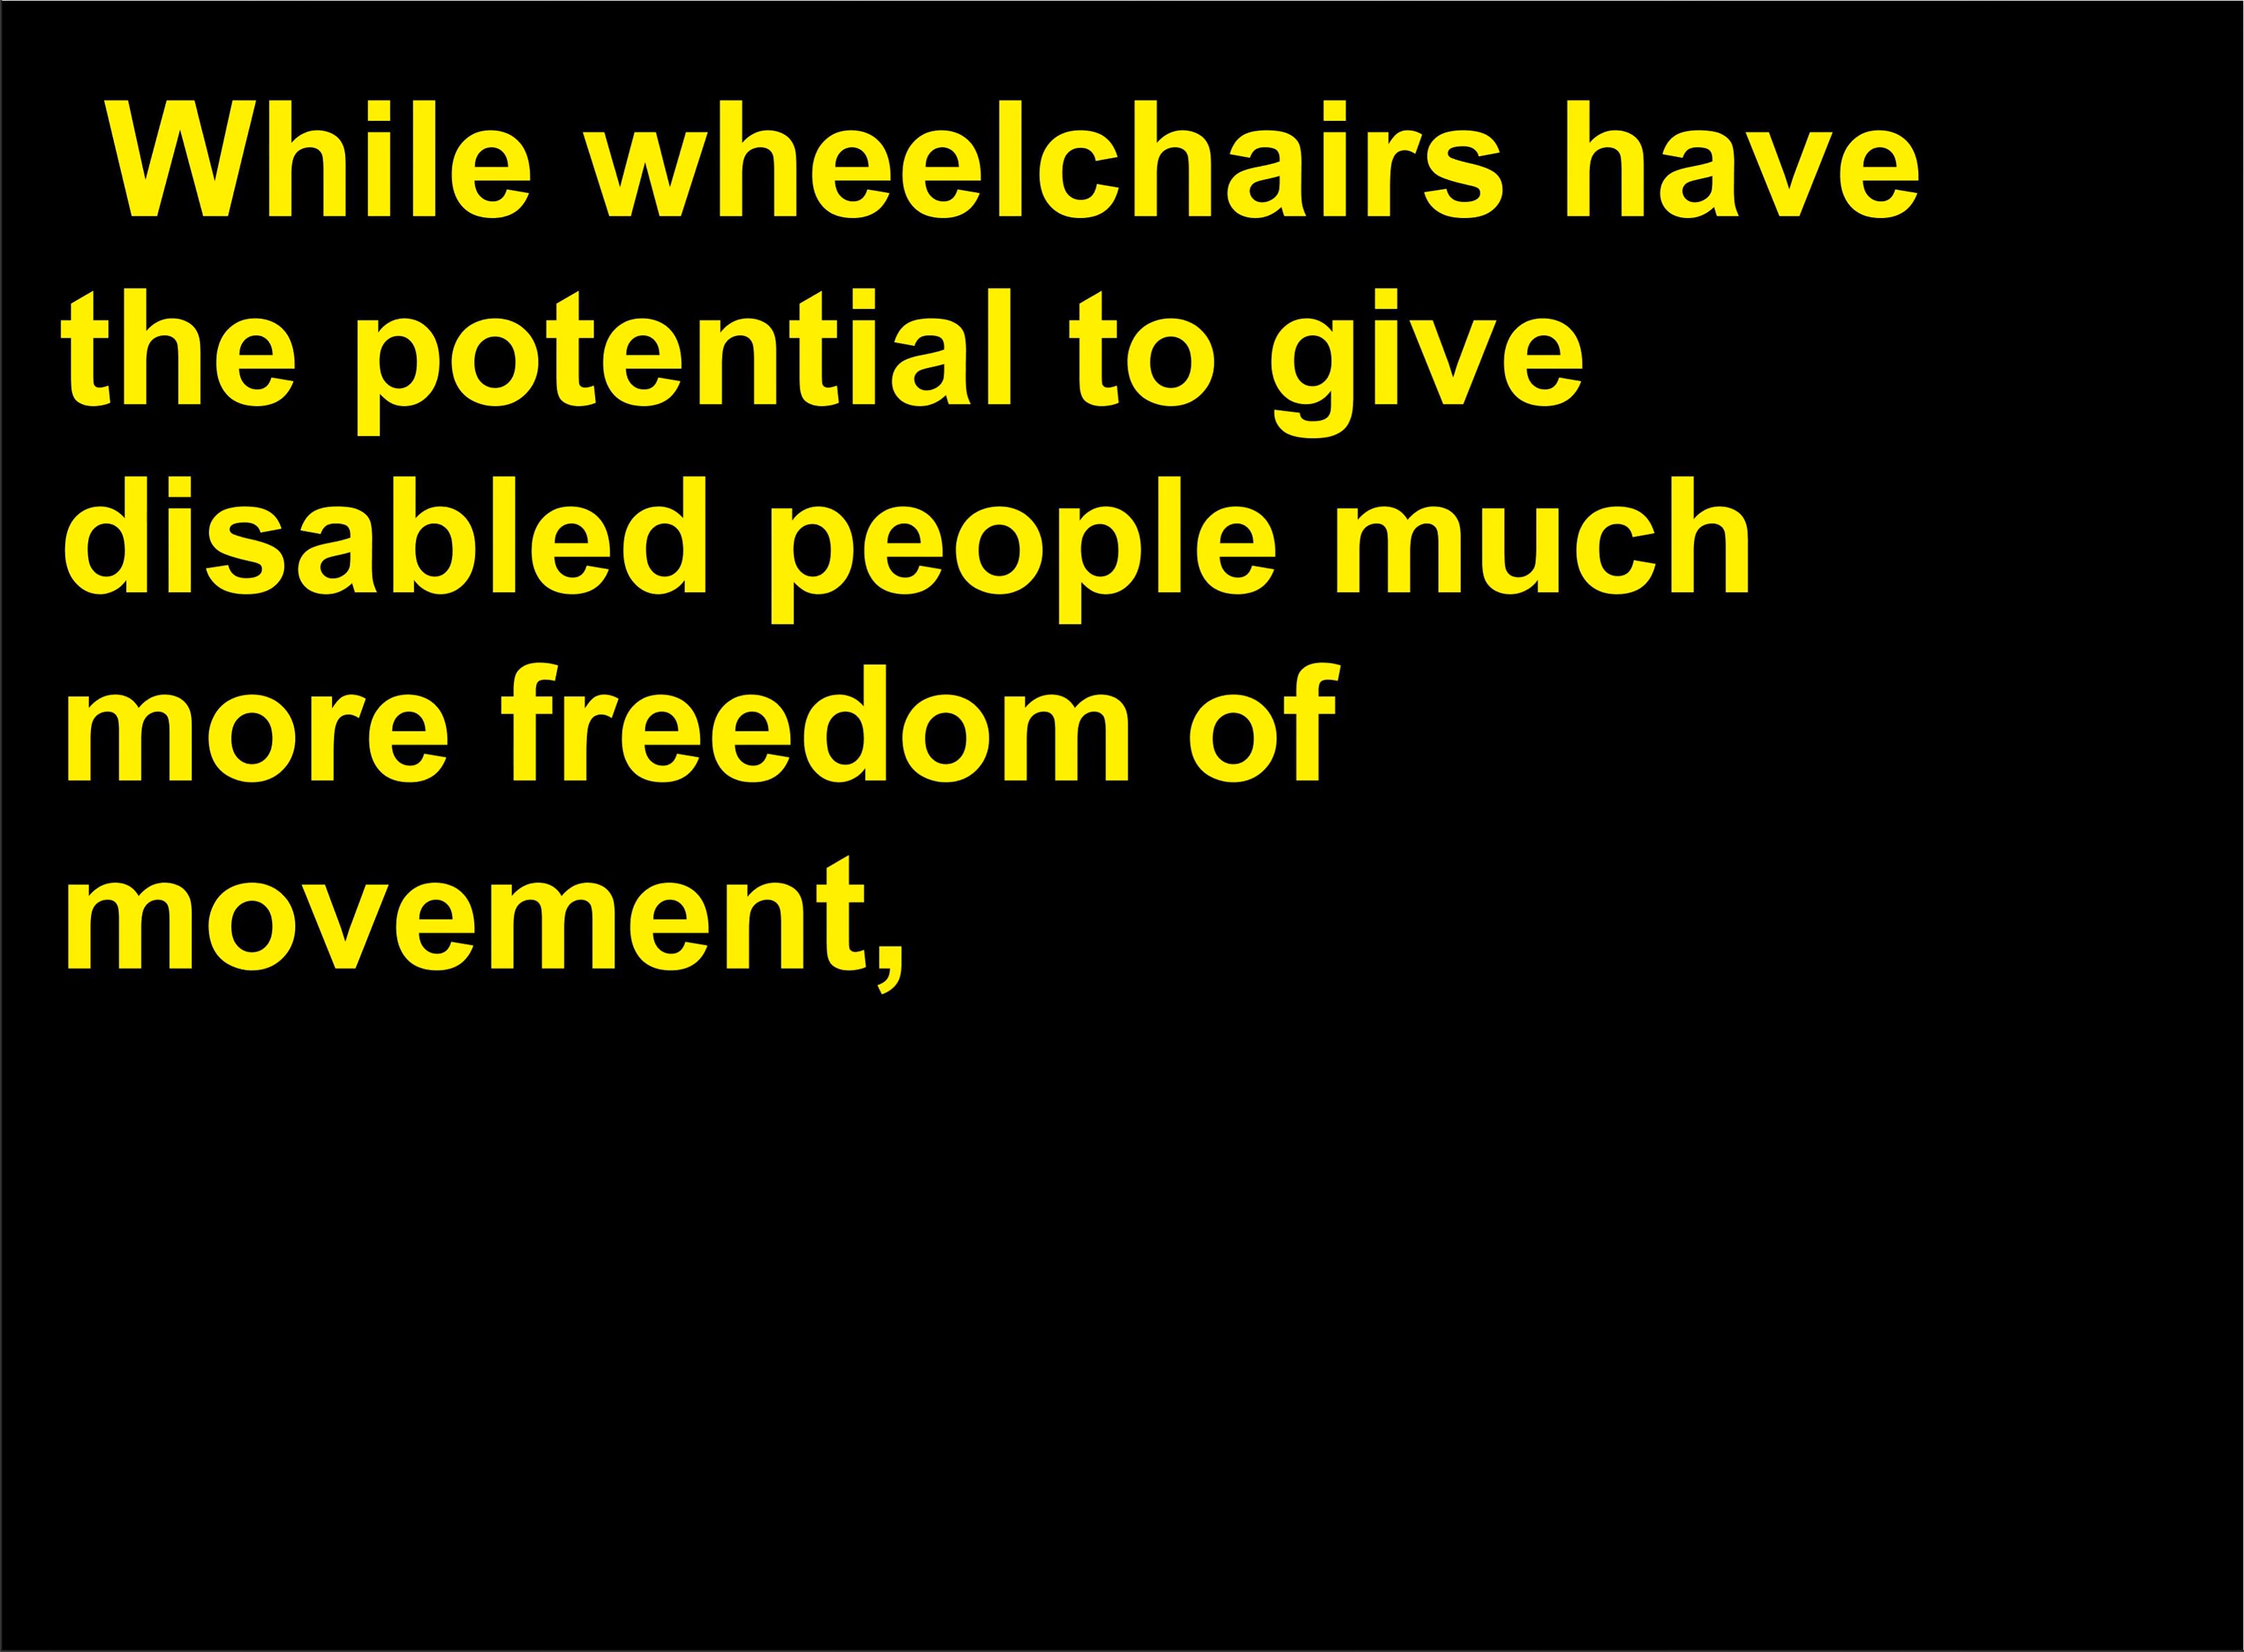 While wheelchairs have
the potential to give
disabled people much
more freedom of
movement,